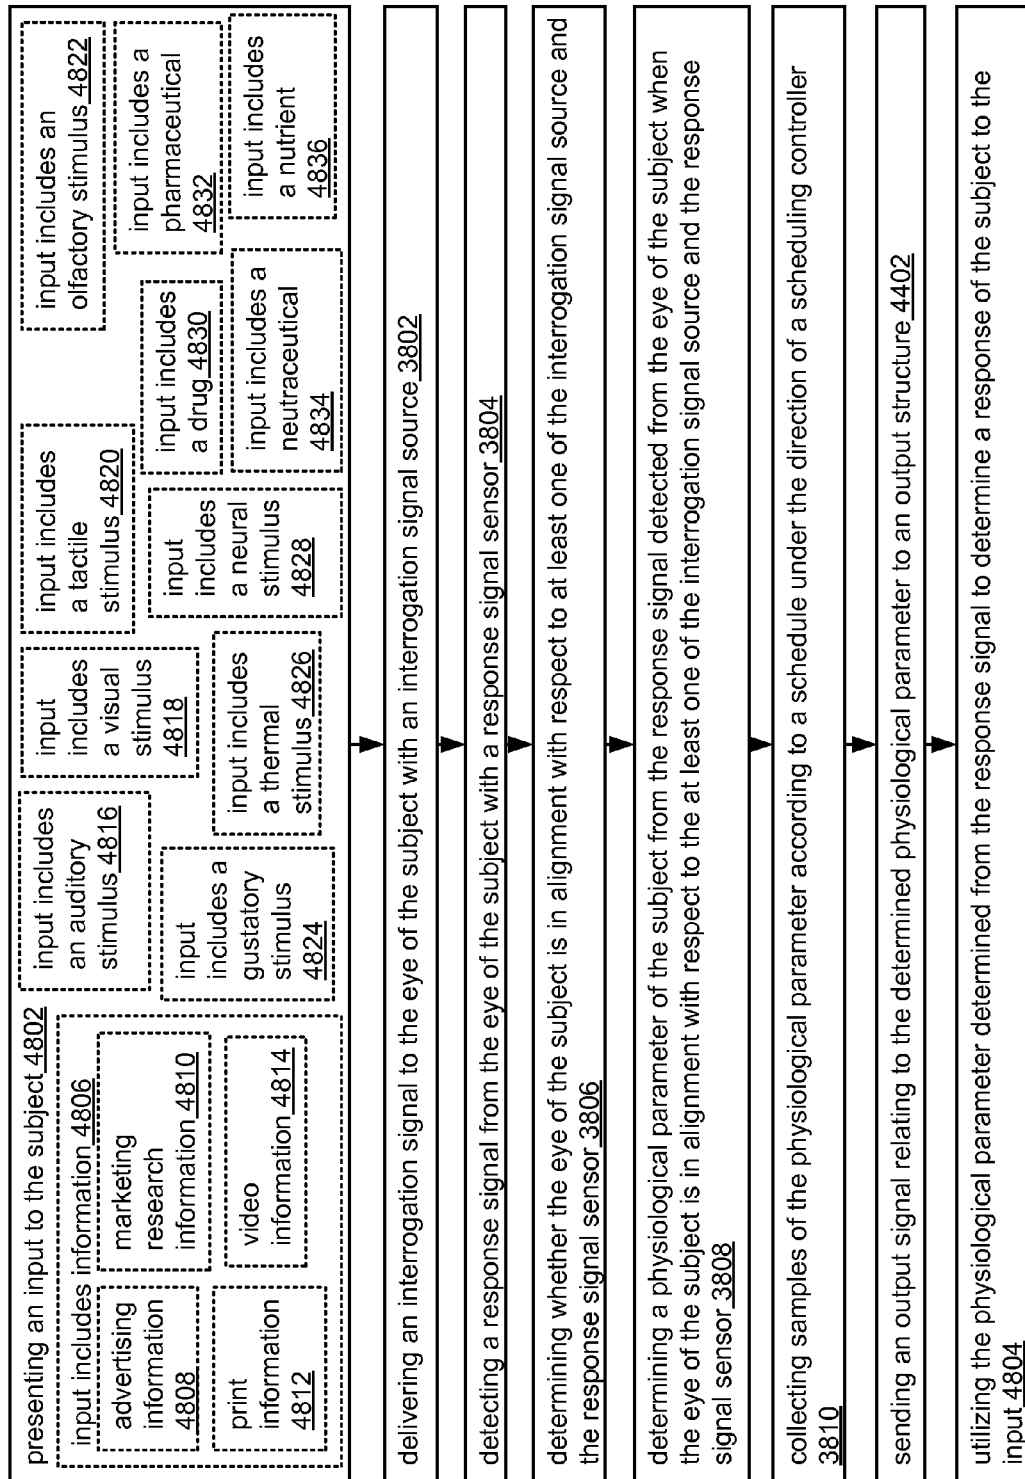 presenting an input to the subject 4802
input includes information 4806
advertising
information
4808
marketing
research
information 4810
print
information
4812
video
information 4814
input includes
an auditory
stimulus 4816
input
includes
a visual
stimulus
4818
input includes
a tactile
stimulus 4820
input includes an
olfactory stimulus 4822
input
includes a
gustatory
stimulus
4824
input includes
a thermal
stimulus 4826
input
includes
a neural
stimulus
4828
input includes
a drug 4830
input includes a
pharmaceutical
4832
input includes a
neutraceutical
4834
input includes
a nutrient
4836
delivering an interrogation signal to the eye of the subject with an interrogation signal source 3802
detecting a response signal from the eye of the subject with a response signal sensor 3804
determining whether the eye of the subject is in alignment with respect to at least one of the interrogation signal source and
the response signal sensor 3806
determining a physiological parameter of the subject from the response signal detected from the eye of the subject when
the eye of the subject is in alignment with respect to the at least one of the interrogation signal source and the response
signal sensor 3808
collecting samples of the physiological parameter according to a schedule under the direction of a scheduling controller
3810
sending an output signal relating to the determined physiological parameter to an output structure 4402
utilizing the physiological parameter determined from the response signal to determine a response of the subject to the
input 4804